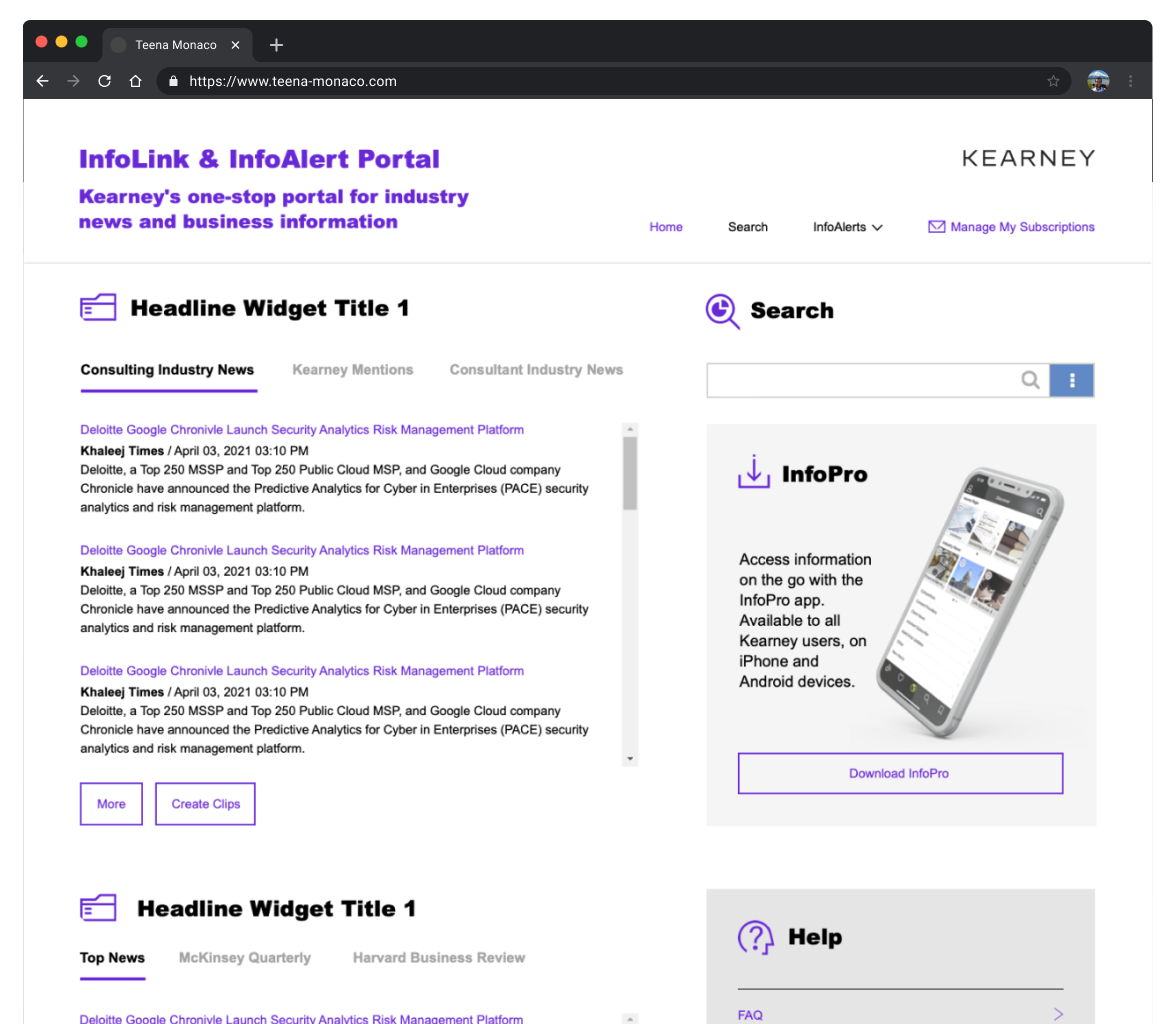 Teena Monaco
https://www.teena-monaco.com
InfoLink & InfoAlert Portal
KEARNEY
Kearney's one-stop portal for industry
news and business information
Home
Search
InfoAlerts
Manage My Subscriptions
Headline Widget Title 1
Consulting Industry News
Kearney Mentions
Consultant Industry News
Deloitte Google Chronivle Launch Security Analytics Risk Management Platform
Khaleej Times / April 03, 2021 03:10 PM
Deloitte, a Top 250 MSSP and Top 250 Public Cloud MSP, and Google Cloud company
Chronicle have announced the Predictive Analytics for Cyber in Enterprises (PACE) security
analytics and risk management platform.
Deloitte Google Chronivle Launch Security Analytics Risk Management Platform
Khaleej Times / April 03, 2021 03:10 PM
Deloitte, a Top 250 MSSP and Top 250 Public Cloud MSP, and Google Cloud company
Chronicle have announced the Predictive Analytics for Cyber in Enterprises (PACE) security
analytics and risk management platform.
Deloitte Google Chronivle Launch Security Analytics Risk Management Platform
Khaleej Times / April 03, 2021 03:10 PM
Deloitte, a Top 250 MSSP and Top 250 Public Cloud MSP, and Google Cloud company
Chronicle have announced the Predictive Analytics for Cyber in Enterprises (PACE) security
analytics and risk management platform.
More
Create Clips
Search
InfoPro
Access information
on the go with the
InfoPro app.
Available to all
Kearney users, on
iPhone and
Android devices.
Download InfoPro
Headline Widget Title 1
Top News
McKinsey Quarterly
Harvard Business Review
Deloitte Google Chronivle Launch Security Analytics Risk Management Platform
Help
FAQ